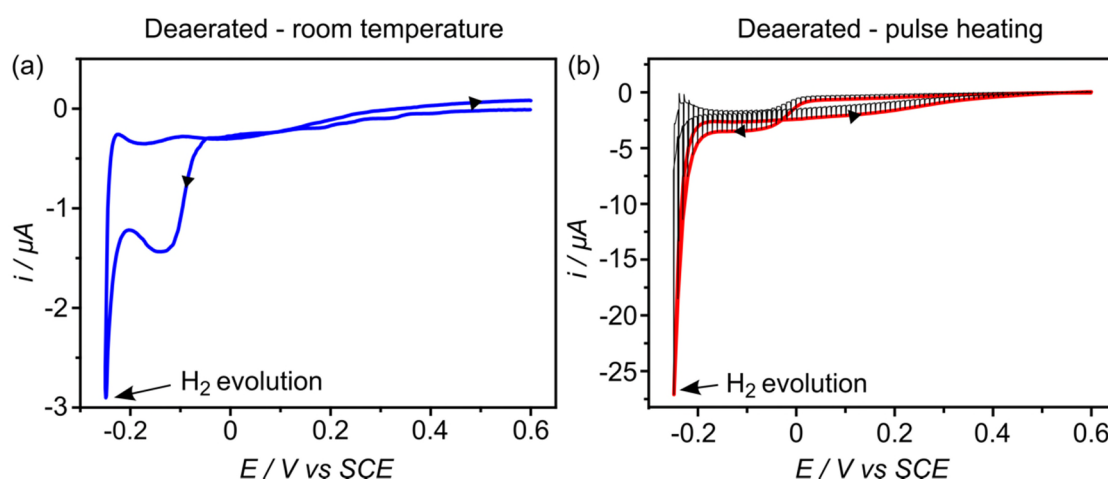 Deaerated - room temperature
(a)
0
-1
-2
-3
i / µA
H2 evolution
-0.2 0 0.2 0.4 0.6
E / V vs SCE
Deaerated - pulse heating
(b)
0
-5
-10
-15
-20
-25
i / µA
H2 evolution
-0.2 0 0.2 0.4 0.6
E / V vs SCE